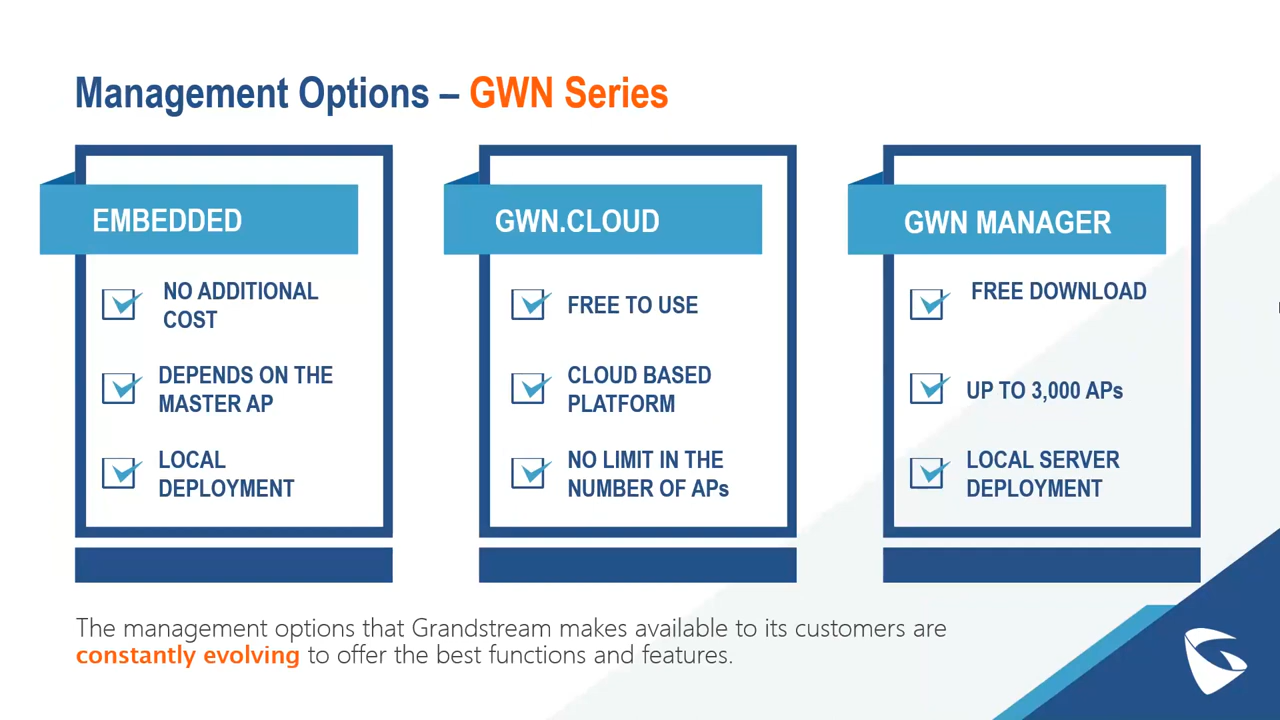 Management Options – GWN Series
EMBEDDED
NO ADDITIONAL
COST
DEPENDS ON THE
MASTER AP
LOCAL
DEPLOYMENT
GWN.CLOUD
FREE TO USE
CLOUD BASED
PLATFORM
NO LIMIT IN THE
NUMBER OF APs
GWN MANAGER
FREE DOWNLOAD
UP TO 3,000 APs
LOCAL SERVER
DEPLOYMENT
The management options that Grandstream makes available to its customers are
constantly evolving to offer the best functions and features.